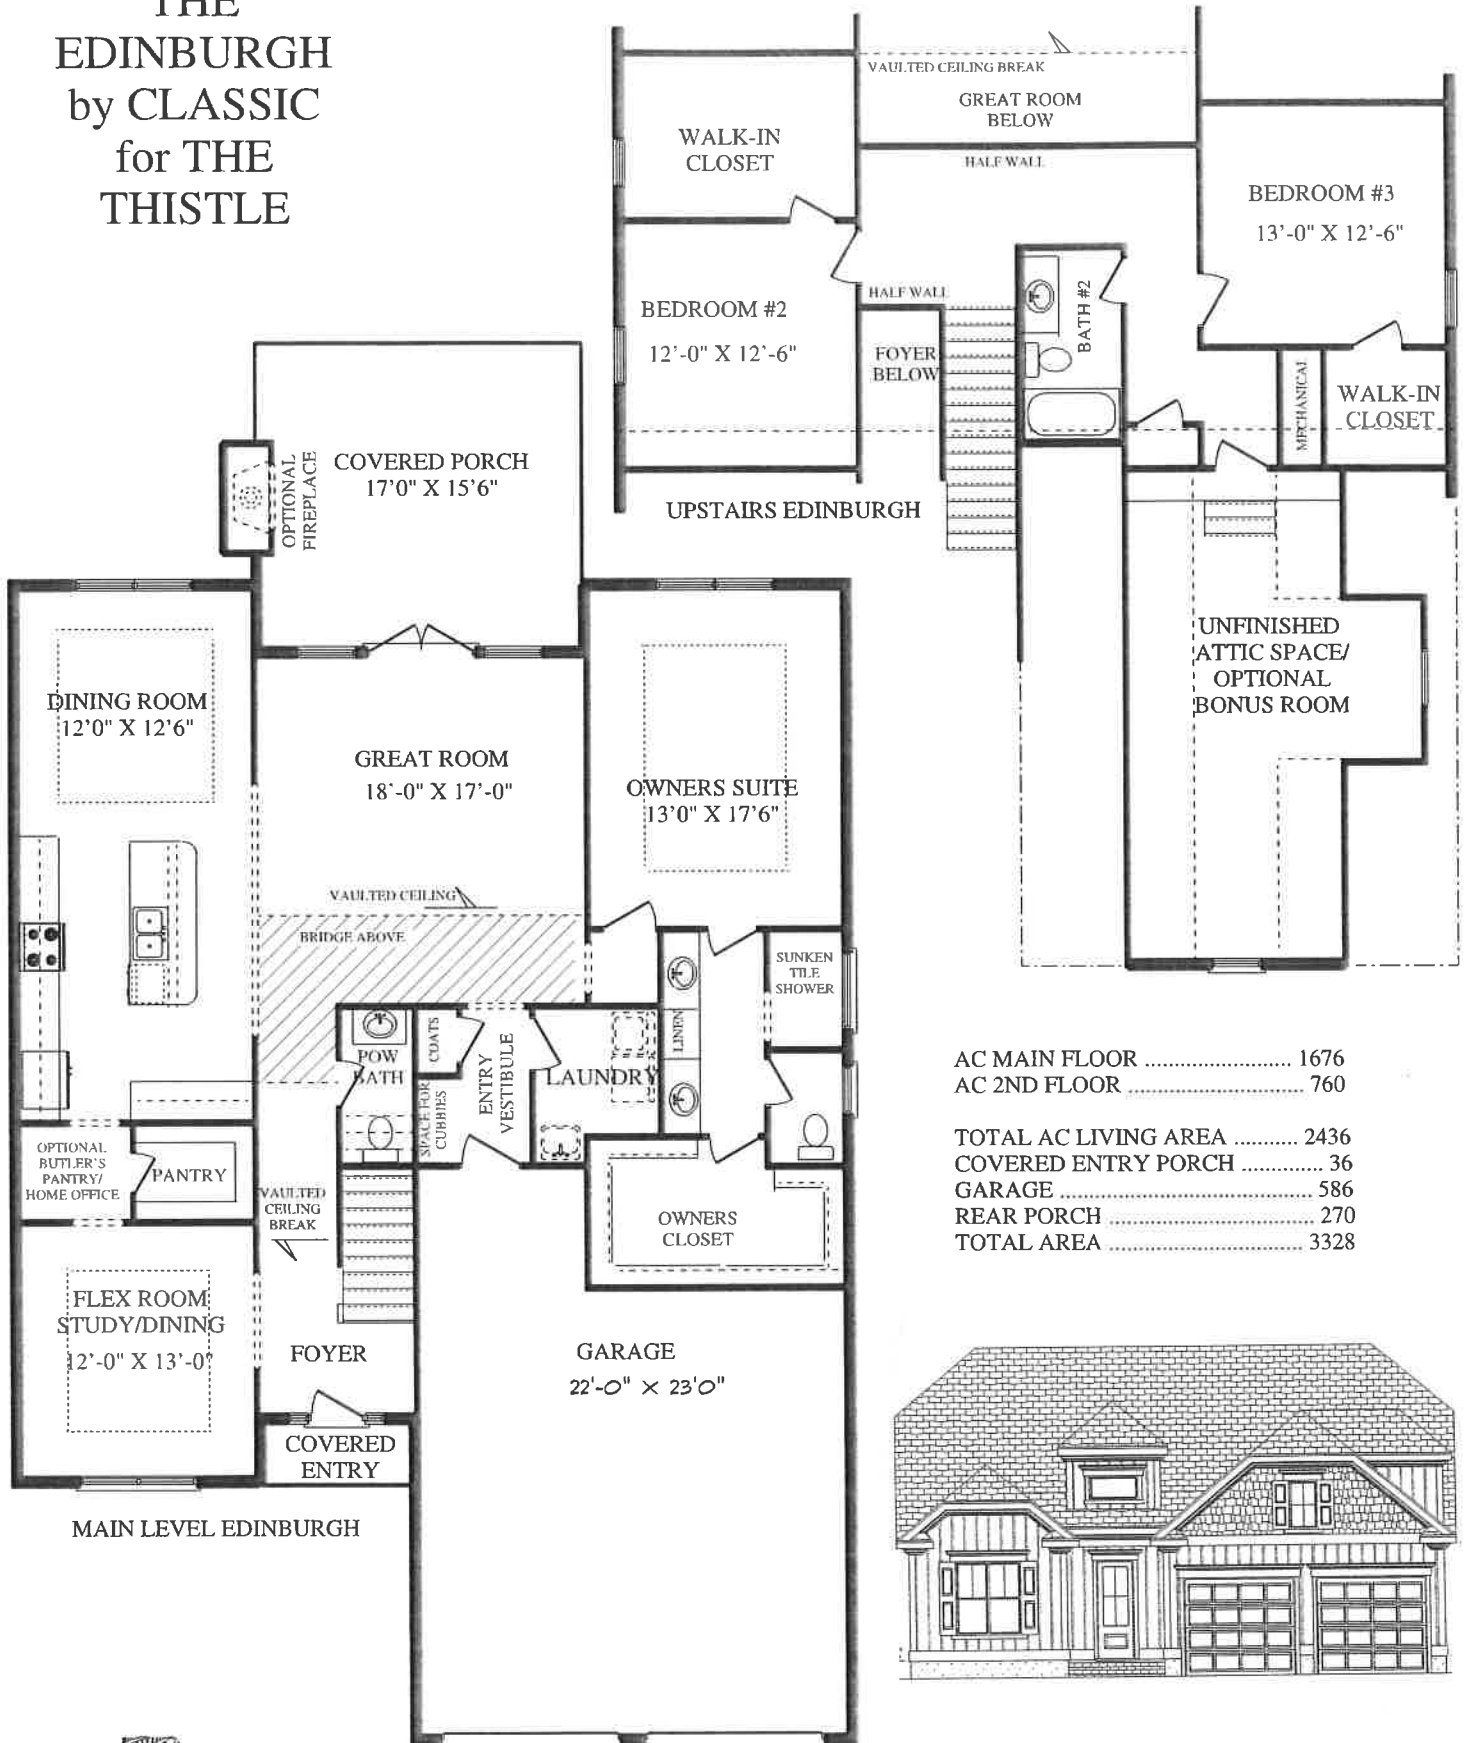 THE
EDINBURGH
by CLASSIC
for THE
THISTLE
VAULTED CEILING BREAK
GREAT ROOM
BELOW
HALF WALL
WALK-IN
CLOSET
BEDROOM #3
13'-0" X 12'-6"
BEDROOM #2
12'-0" X 12'-6"
HALF WALL
FOYER
BELOW
BATH #2
MECHANICAL
WALK-IN
CLOSET
UPSTAIRS EDINBURGH
UNFINISHED
ATTIC SPACE/
OPTIONAL
BONUS ROOM
COVERED PORCH
17'0" X 15'6"
OPTIONAL
FIREPLACE
DINING ROOM
12'0" X 12'6"
GREAT ROOM
18'-0" X 17'-0"
OWNERS SUITE
13'0" X 17'6"
VAULTED CEILING
BRIDGE ABOVE
SUNKEN
TILE
SHOWER
LINEN
POW
BATH
COATS
SPACE FOR
CUBBIES
ENTRY
VESTIBULE
LAUNDRY
OPTIONAL
BUTLER'S
PANTRY/
HOME OFFICE
PANTRY
VAULTED
CEILING
BREAK
OWNERS
CLOSET
FLEX ROOM
STUDY/DINING
12'-0" X 13'-0"
FOYER
GARAGE
22'-0" X 23'0"
COVERED
ENTRY
MAIN LEVEL EDINBURGH
AC MAIN FLOOR ............................ 1676
AC 2ND FLOOR .................................. 760
TOTAL AC LIVING AREA .......... 2436
COVERED ENTRY PORCH ............. 36
GARAGE ............................................. 586
REAR PORCH .................................... 270
TOTAL AREA ................................... 3328